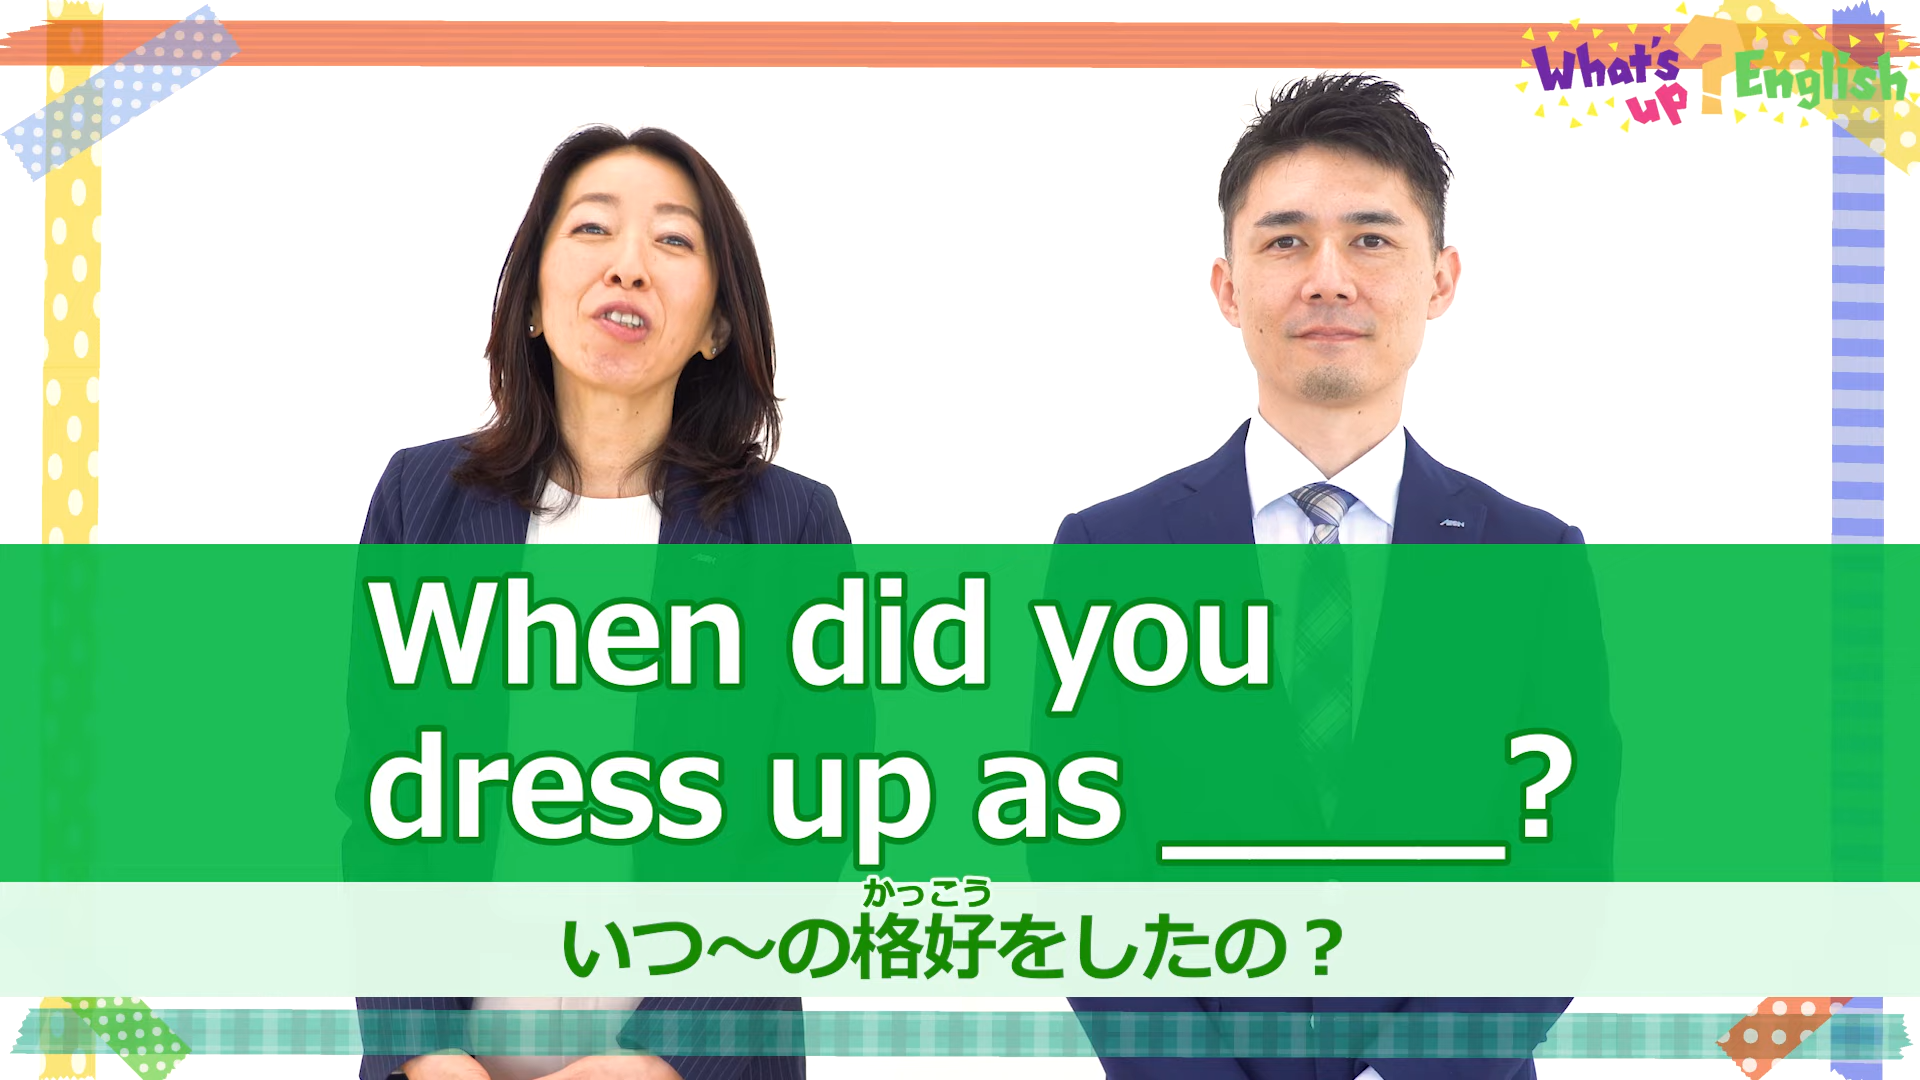 What's
up?
English
When did you
dress up as ____?
かっこう
いつ～の格好をしたの？